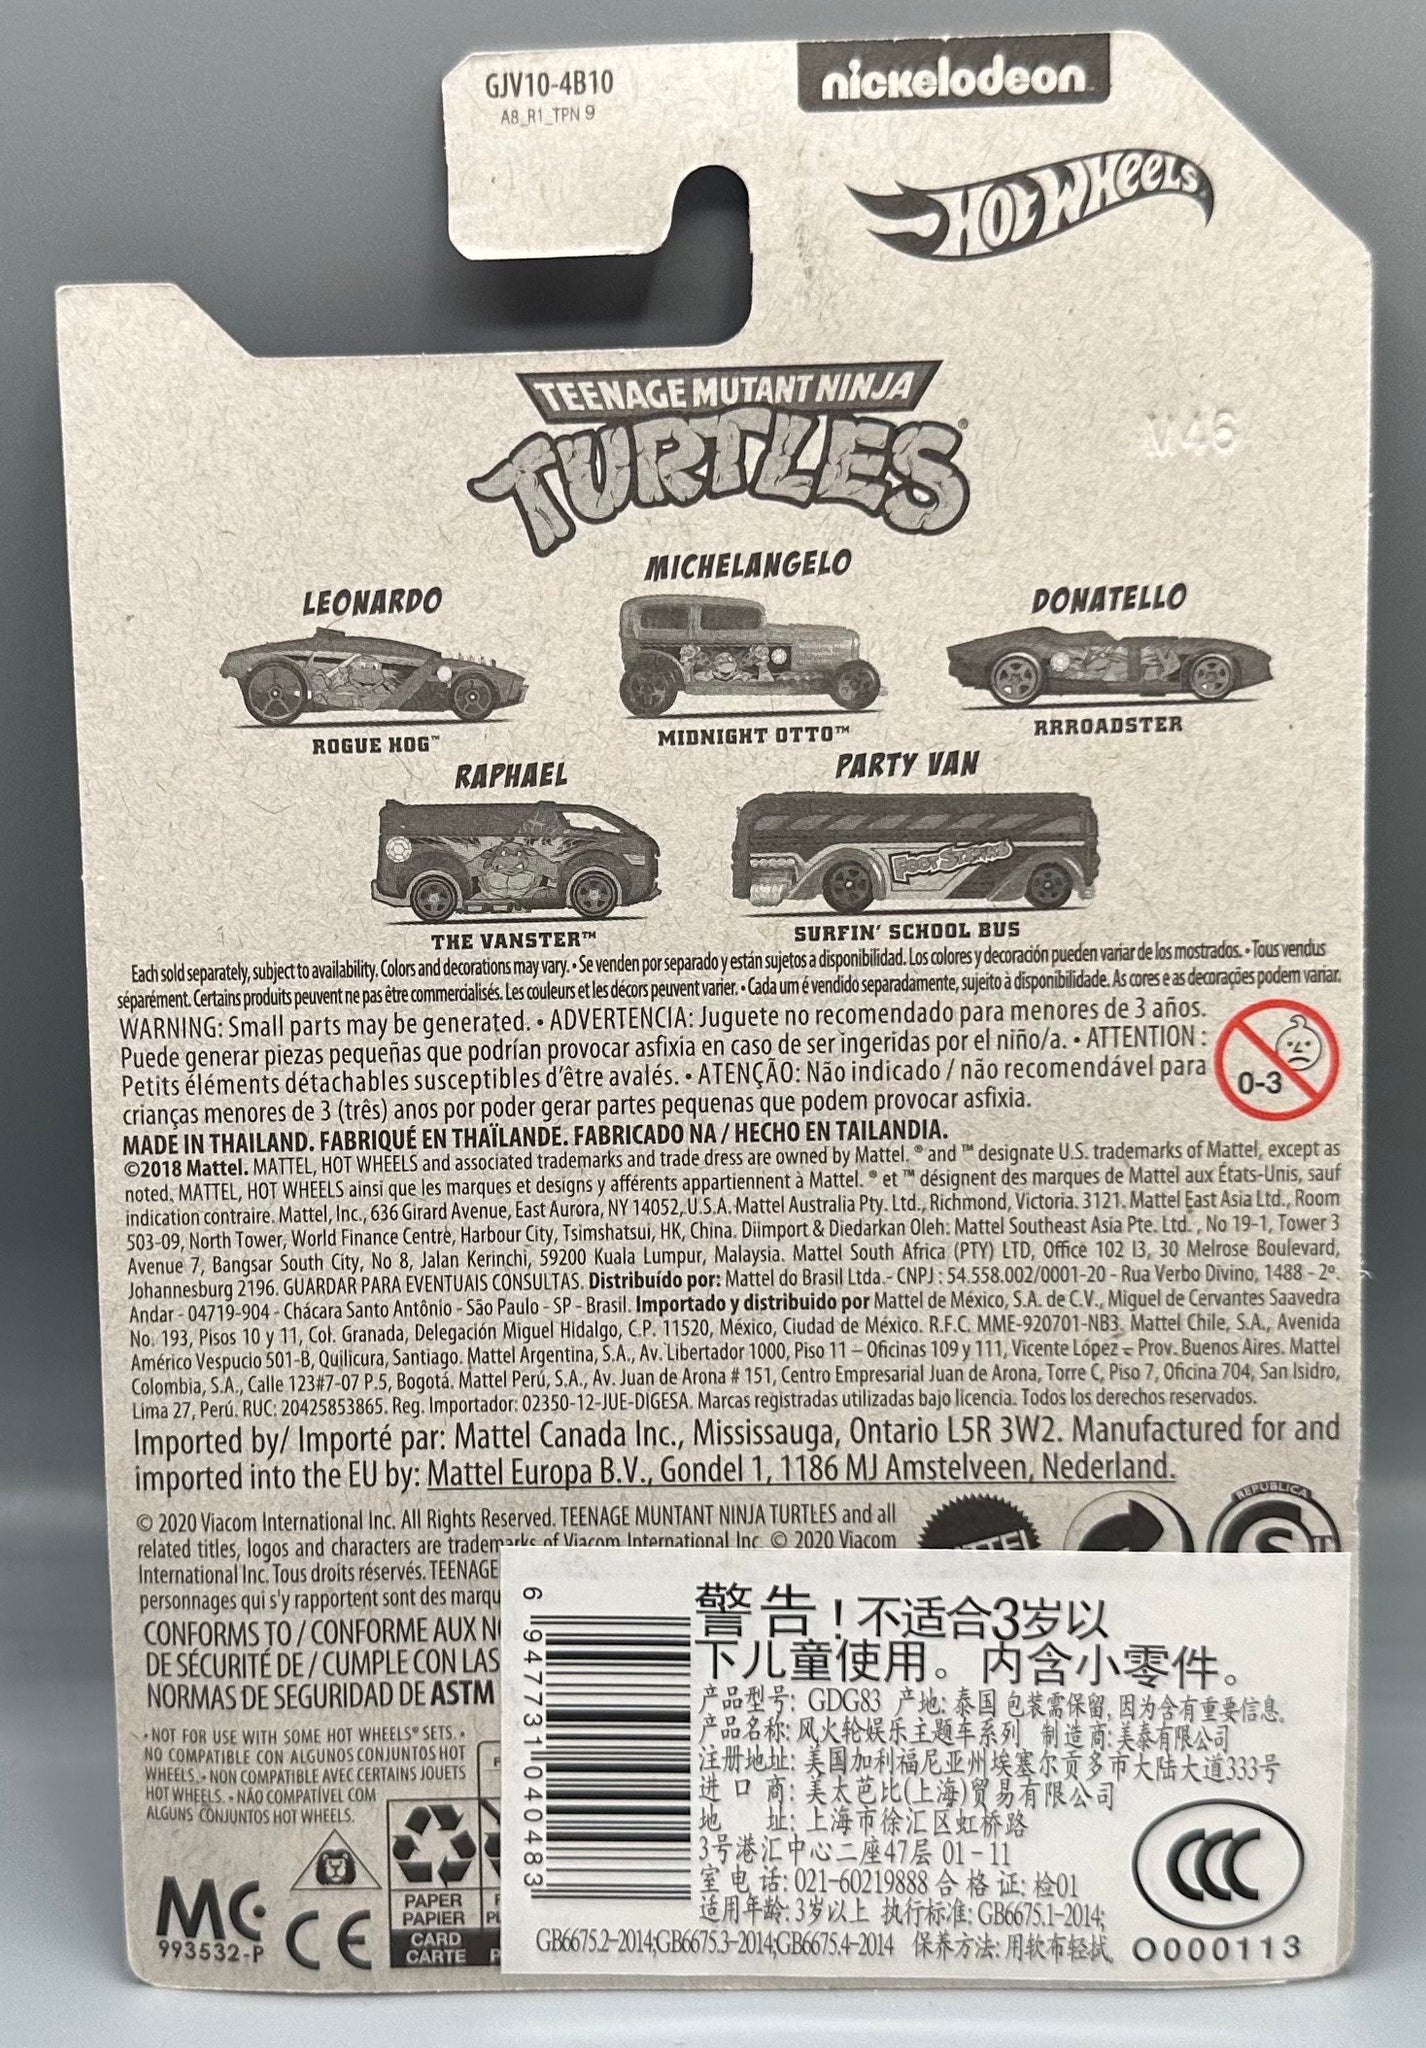 GJV10-4B10
A8_R1_TPN 9
nickelodeon
HOT WHEELS
TEENAGE MUTANT NINJA
TURTLES®
V46
MICHELANGELO
LEONARDO
DONATELLO
ROGUE HOG™
MIDNIGHT OTTO™
RRROADSTER
RAPHAEL
PARTY VAN
FOOT STINKS
THE VANSTER™
SURFIN' SCHOOL BUS
Each sold separately, subject to availability. Colors and decorations may vary. • Se venden por separado y están sujetos a disponibilidad. Los colores y decoración pueden variar de los mostrados. • Tous vendus
séparément. Certains produits peuvent ne pas être commercialisés. Les couleurs et les décors peuvent varier. • Cada um é vendido separadamente, sujeito à disponibilidade. As cores e as decorações podem variar.
WARNING: Small parts may be generated. • ADVERTENCIA: Juguete no recomendado para menores de 3 años.
Puede generar piezas pequeñas que podrían provocar asfixia en caso de ser ingeridas por el niño/a. • ATTENTION :
Petits éléments détachables susceptibles d'être avalés. • ATENÇÃO: Não indicado / não recomendável para
crianças menores de 3 (três) anos por poder gerar partes pequenas que podem provocar asfixia.
0-3
MADE IN THAILAND. FABRIQUÉ EN THAÏLANDE. FABRICADO NA / HECHO EN TAILANDIA.
©2018 Mattel. MATTEL, HOT WHEELS and associated trademarks and trade dress are owned by Mattel. ® and ™ designate U.S. trademarks of Mattel, except as
noted. MATTEL, HOT WHEELS ainsi que les marques et designs y afférents appartiennent à Mattel. ® et ™ désignent des marques de Mattel aux États-Unis, sauf
indication contraire. Mattel, Inc., 636 Girard Avenue, East Aurora, NY 14052, U.S.A. Mattel Australia Pty. Ltd., Richmond, Victoria. 3121. Mattel East Asia Ltd., Room
503-09, North Tower, World Finance Centre, Harbour City, Tsimshatsui, HK, China. Diimport & Diedarkan Oleh: Mattel Southeast Asia Pte. Ltd. , No 19-1, Tower 3
Avenue 7, Bangsar South City, No 8, Jalan Kerinchi, 59200 Kuala Lumpur, Malaysia. Mattel South Africa (PTY) LTD, Office 102 I3, 30 Melrose Boulevard,
Johannesburg 2196. GUARDAR PARA EVENTUAIS CONSULTAS. Distribuído por: Mattel do Brasil Ltda.- CNPJ : 54.558.002/0001-20 - Rua Verbo Divino, 1488 - 2º.
Andar - 04719-904 - Chácara Santo Antônio - São Paulo - SP - Brasil. Importado y distribuido por Mattel de México, S.A. de C.V., Miguel de Cervantes Saavedra
No. 193, Pisos 10 y 11, Col. Granada, Delegación Miguel Hidalgo, C.P. 11520, México, Ciudad de México. R.F.C. MME-920701-NB3. Mattel Chile, S.A., Avenida
Américo Vespucio 501-B, Quilicura, Santiago. Mattel Argentina, S.A., Av. Libertador 1000, Piso 11 – Oficinas 109 y 111, Vicente López – Prov. Buenos Aires. Mattel
Colombia, S.A., Calle 123#7-07 P.5, Bogotá. Mattel Perú, S.A., Av. Juan de Arona # 151, Centro Empresarial Juan de Arona, Torre C, Piso 7, Oficina 704, San Isidro,
Lima 27, Perú. RUC: 20425853865. Reg. Importador: 02350-12-JUE-DIGESA. Marcas registradas utilizadas bajo licencia. Todos los derechos reservados.
Imported by/ Importé par: Mattel Canada Inc., Mississauga, Ontario L5R 3W2. Manufactured for and
imported into the EU by: Mattel Europa B.V., Gondel 1, 1186 MJ Amstelveen, Nederland.
© 2020 Viacom International Inc. All Rights Reserved. TEENAGE MUNTANT NINJA TURTLES and all
related titles, logos and characters are trademarks of Viacom International Inc. © 2020 Viacom
International Inc. Tous droits réservés. TEENAGE
personnages qui s'y rapportent sont des marqu
REPUBLICA
S
CONFORMS TO / CONFORME AUX NO
DE SÉCURITÉ DE / CUMPLE CON LAS
NORMAS DE SEGURIDAD DE ASTM
• NOT FOR USE WITH SOME HOT WHEELS® SETS. •
NO COMPATIBLE CON ALGUNOS CONJUNTOS HOT
WHEELS. • NON COMPATIBLE AVEC CERTAINS JOUETS
HOT WHEELS. • NÃO COMPATÍVEL COM
ALGUNS CONJUNTOS HOT WHEELS.
MC
993532-P
CE
PAPER
PAPIER
CARD
CARTE
6 947731 040483
警告！不适合3岁以
下儿童使用。内含小零件。
产品型号: GDG83 产地: 泰国 包装需保留, 因为含有重要信息.
产品名称: 风火轮娱乐主题车系列 制造商: 美泰有限公司
注册地址: 美国加利福尼亚州埃塞尔贡多市大陆大道333号
进口商: 美太芭比(上海)贸易有限公司
地址: 上海市徐汇区虹桥路
3号港汇中心二座47层 01-11
室 电话: 021-60219888 合格证: 检01
适用年龄: 3岁以上 执行标准: GB6675.1-2014;
GB6675.2-2014;GB6675.3-2014;GB6675.4-2014 保养方法: 用软布轻拭
CCC
O000113